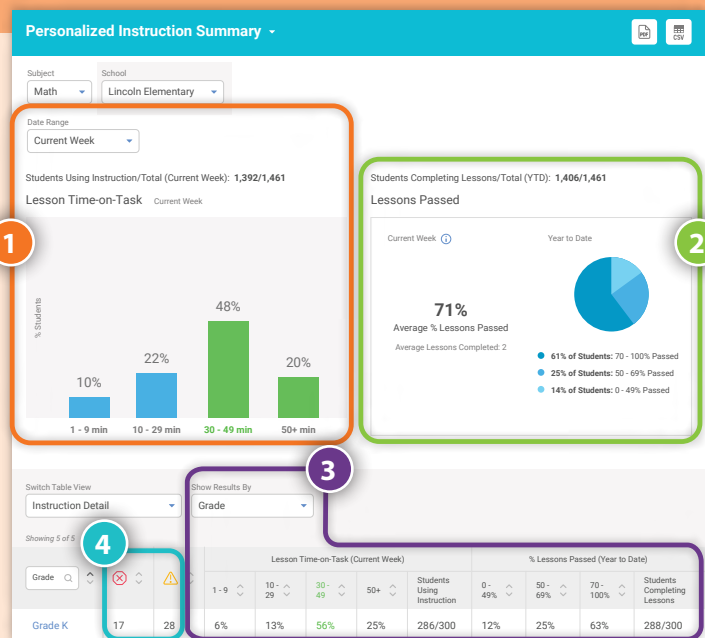 Personalized Instruction Summary
PDF
CSV
Subject
School
Math
Lincoln Elementary
Date Range
Current Week
Students Using Instruction/Total (Current Week): 1,392/1,461
Lesson Time-on-Task Current Week
1
% Students
10%
22%
48%
20%
1 - 9 min
10 - 29 min
30 - 49 min
50+ min
Students Completing Lessons/Total (YTD): 1,406/1,461
Lessons Passed
2
Current Week
Year to Date
71%
Average % Lessons Passed
Average Lessons Completed: 2
61% of Students: 70 - 100% Passed
25% of Students: 50 - 69% Passed
14% of Students: 0 - 49% Passed
3
Switch Table View
Show Results By
Instruction Detail
Grade
Showing 5 of 5
4
Lesson Time-on-Task (Current Week)
% Lessons Passed (Year to Date)
Grade
1 - 9
10 -
29
30 -
49
50+
Students
Using
Instruction
0 -
49%
50 -
69%
70 -
100%
Students
Completing
Lessons
Grade K 17 28 6% 13% 56% 25% 286/300 12% 25% 63% 288/300